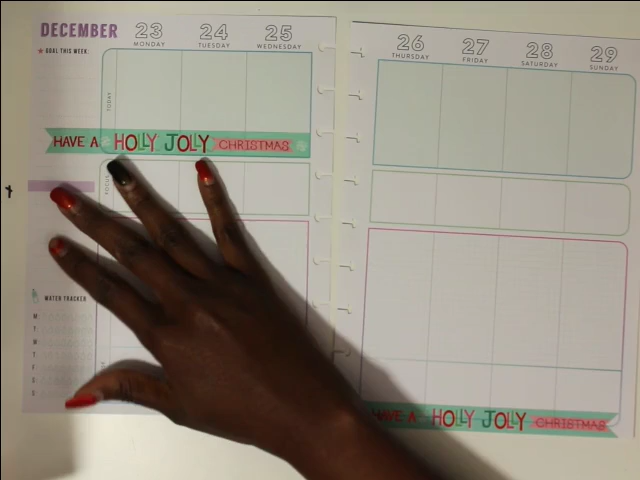 DECEMBER
23 24 25
MONDAY TUESDAY WEDNESDAY
GOAL THIS WEEK:
TODAY
HAVE A HOLLY JOLLY CHRISTMAS
FOCUS
WATER TRACKER
M
T
W
T
F
S
S
26 27 28 29
THURSDAY FRIDAY SATURDAY SUNDAY
HAVE A HOLLY JOLLY CHRISTMAS